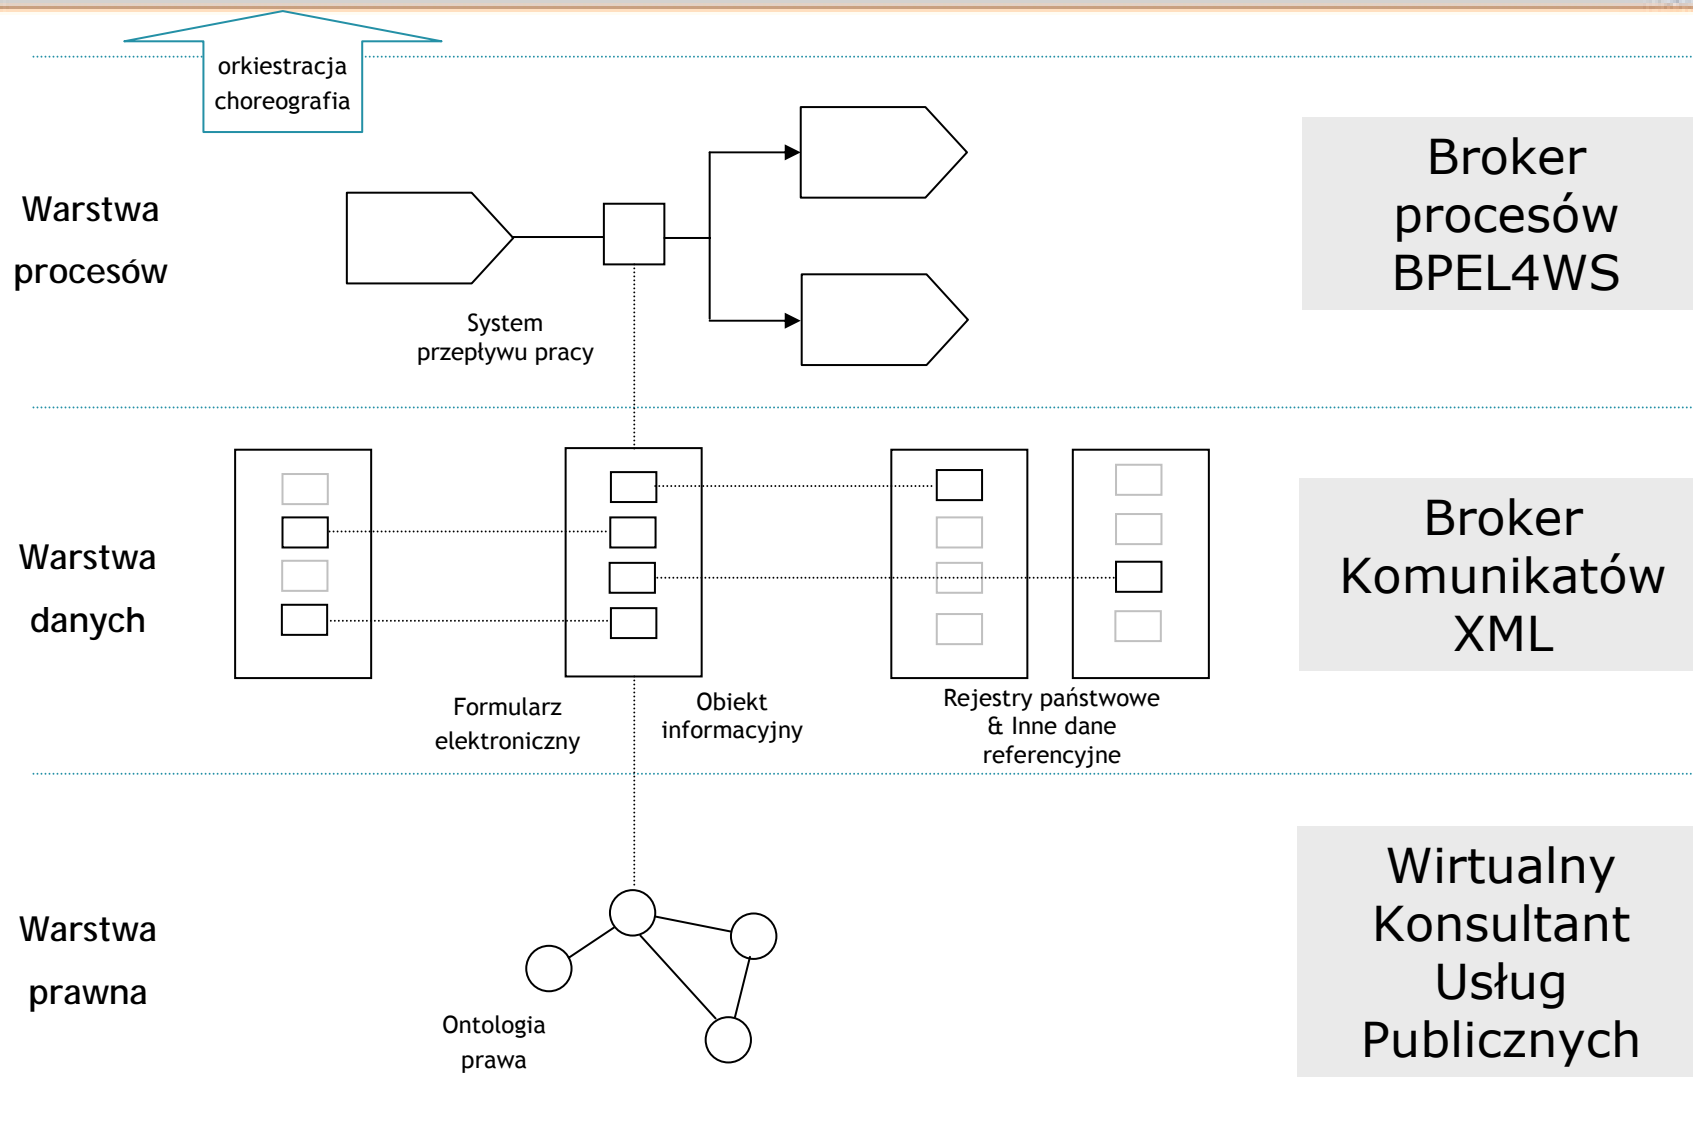 orkiestracja
choreografia
Warstwa
procesów
System
przepływu pracy
Broker
procesów
BPEL4WS
Warstwa
danych
Formularz
elektroniczny
Obiekt
informacyjny
Rejestry państwowe
& Inne dane
referencyjne
Broker
Komunikatów
XML
Warstwa
prawna
Ontologia
prawa
Wirtualny
Konsultant
Usług
Publicznych